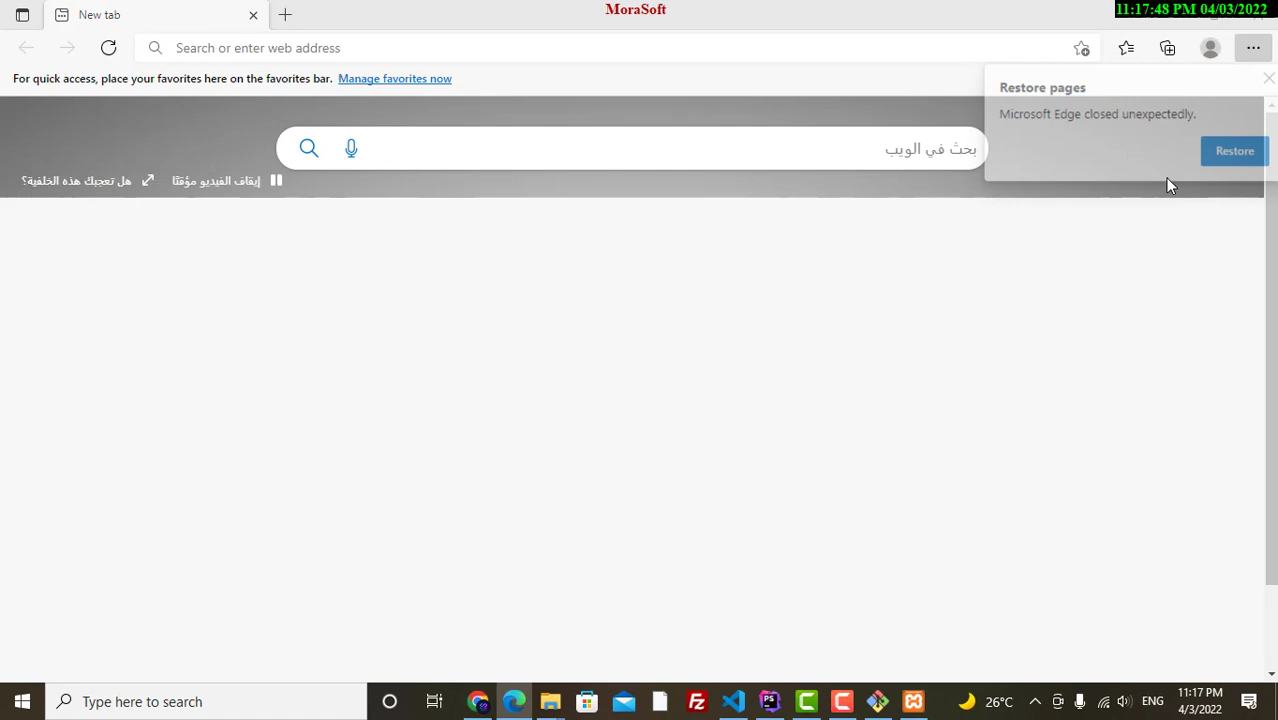 MoraSoft
11:17:48 PM 04/03/2022
New tab
Search or enter web address
For quick access, place your favorites here on the favorites bar. Manage favorites now
Restore pages
Microsoft Edge closed unexpectedly.
Restore
بحث في الويب
إيقاف الفيديو مؤقتًا
هل تعجبك هذه الخلفية؟
Type here to search
PS
Fz
26°C
ENG
11:17 PM
4/3/2022